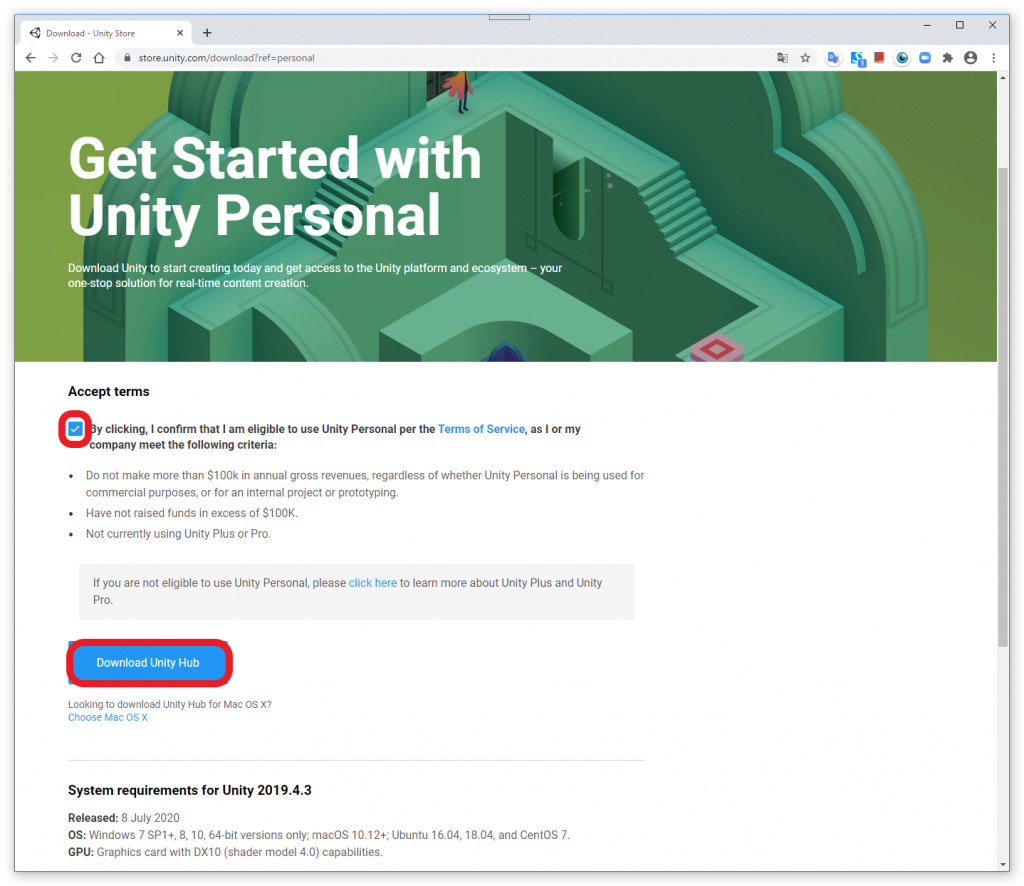 Download - Unity Store
store.unity.com/download?ref=personal
Get Started with
Unity Personal
Download Unity to start creating today and get access to the Unity platform and ecosystem – your
one-stop solution for real-time content creation.
Accept terms
By clicking, I confirm that I am eligible to use Unity Personal per the Terms of Service, as I or my
company meet the following criteria:
• Do not make more than $100k in annual gross revenues, regardless of whether Unity Personal is being used for
commercial purposes, or for an internal project or prototyping.
• Have not raised funds in excess of $100K.
• Not currently using Unity Plus or Pro.
If you are not eligible to use Unity Personal, please click here to learn more about Unity Plus and Unity
Pro.
Download Unity Hub
Looking to download Unity Hub for Mac OS X?
Choose Mac OS X
System requirements for Unity 2019.4.3
Released: 8 July 2020
OS: Windows 7 SP1+, 8, 10, 64-bit versions only; macOS 10.12+; Ubuntu 16.04, 18.04, and CentOS 7.
GPU: Graphics card with DX10 (shader model 4.0) capabilities.